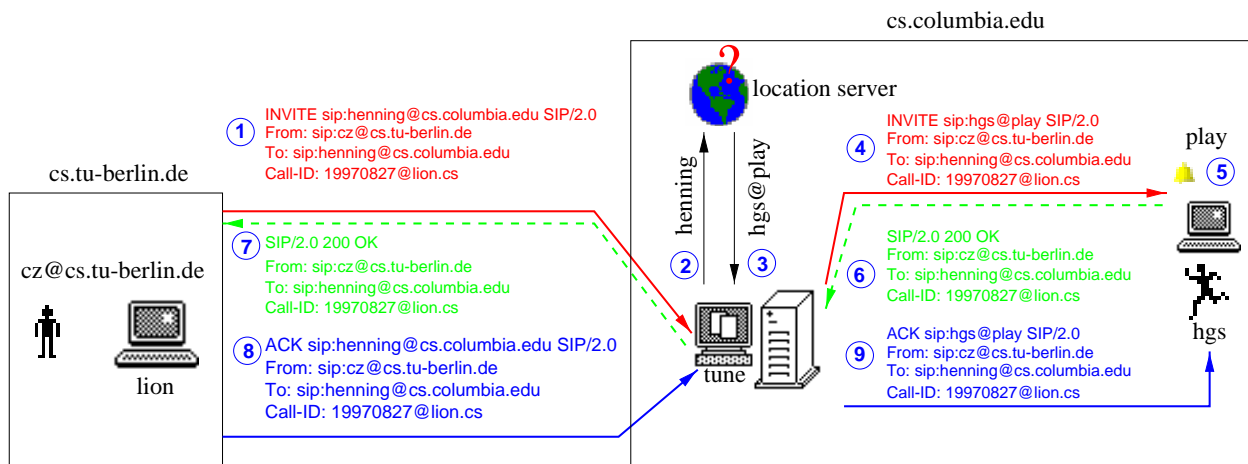 cs.columbia.edu
?
location server
1
INVITE sip:henning@cs.columbia.edu SIP/2.0
From: sip:cz@cs.tu-berlin.de
To: sip:henning@cs.columbia.edu
Call-ID: 19970827@lion.cs
cs.tu-berlin.de
henning
2
hgs@play
3
4
INVITE sip:hgs@play SIP/2.0
From: sip:cz@cs.tu-berlin.de
To: sip:henning@cs.columbia.edu
Call-ID: 19970827@lion.cs
play
5
7
SIP/2.0 200 OK
From: sip:cz@cs.tu-berlin.de
To: sip:henning@cs.columbia.edu
Call-ID: 19970827@lion.cs
cz@cs.tu-berlin.de
lion
6
SIP/2.0 200 OK
From: sip:cz@cs.tu-berlin.de
To: sip:henning@cs.columbia.edu
Call-ID: 19970827@lion.cs
8
ACK sip:henning@cs.columbia.edu SIP/2.0
From: sip:cz@cs.tu-berlin.de
To: sip:henning@cs.columbia.edu
Call-ID: 19970827@lion.cs
tune
9
ACK sip:hgs@play SIP/2.0
From: sip:cz@cs.tu-berlin.de
To: sip:henning@cs.columbia.edu
Call-ID: 19970827@lion.cs
hgs